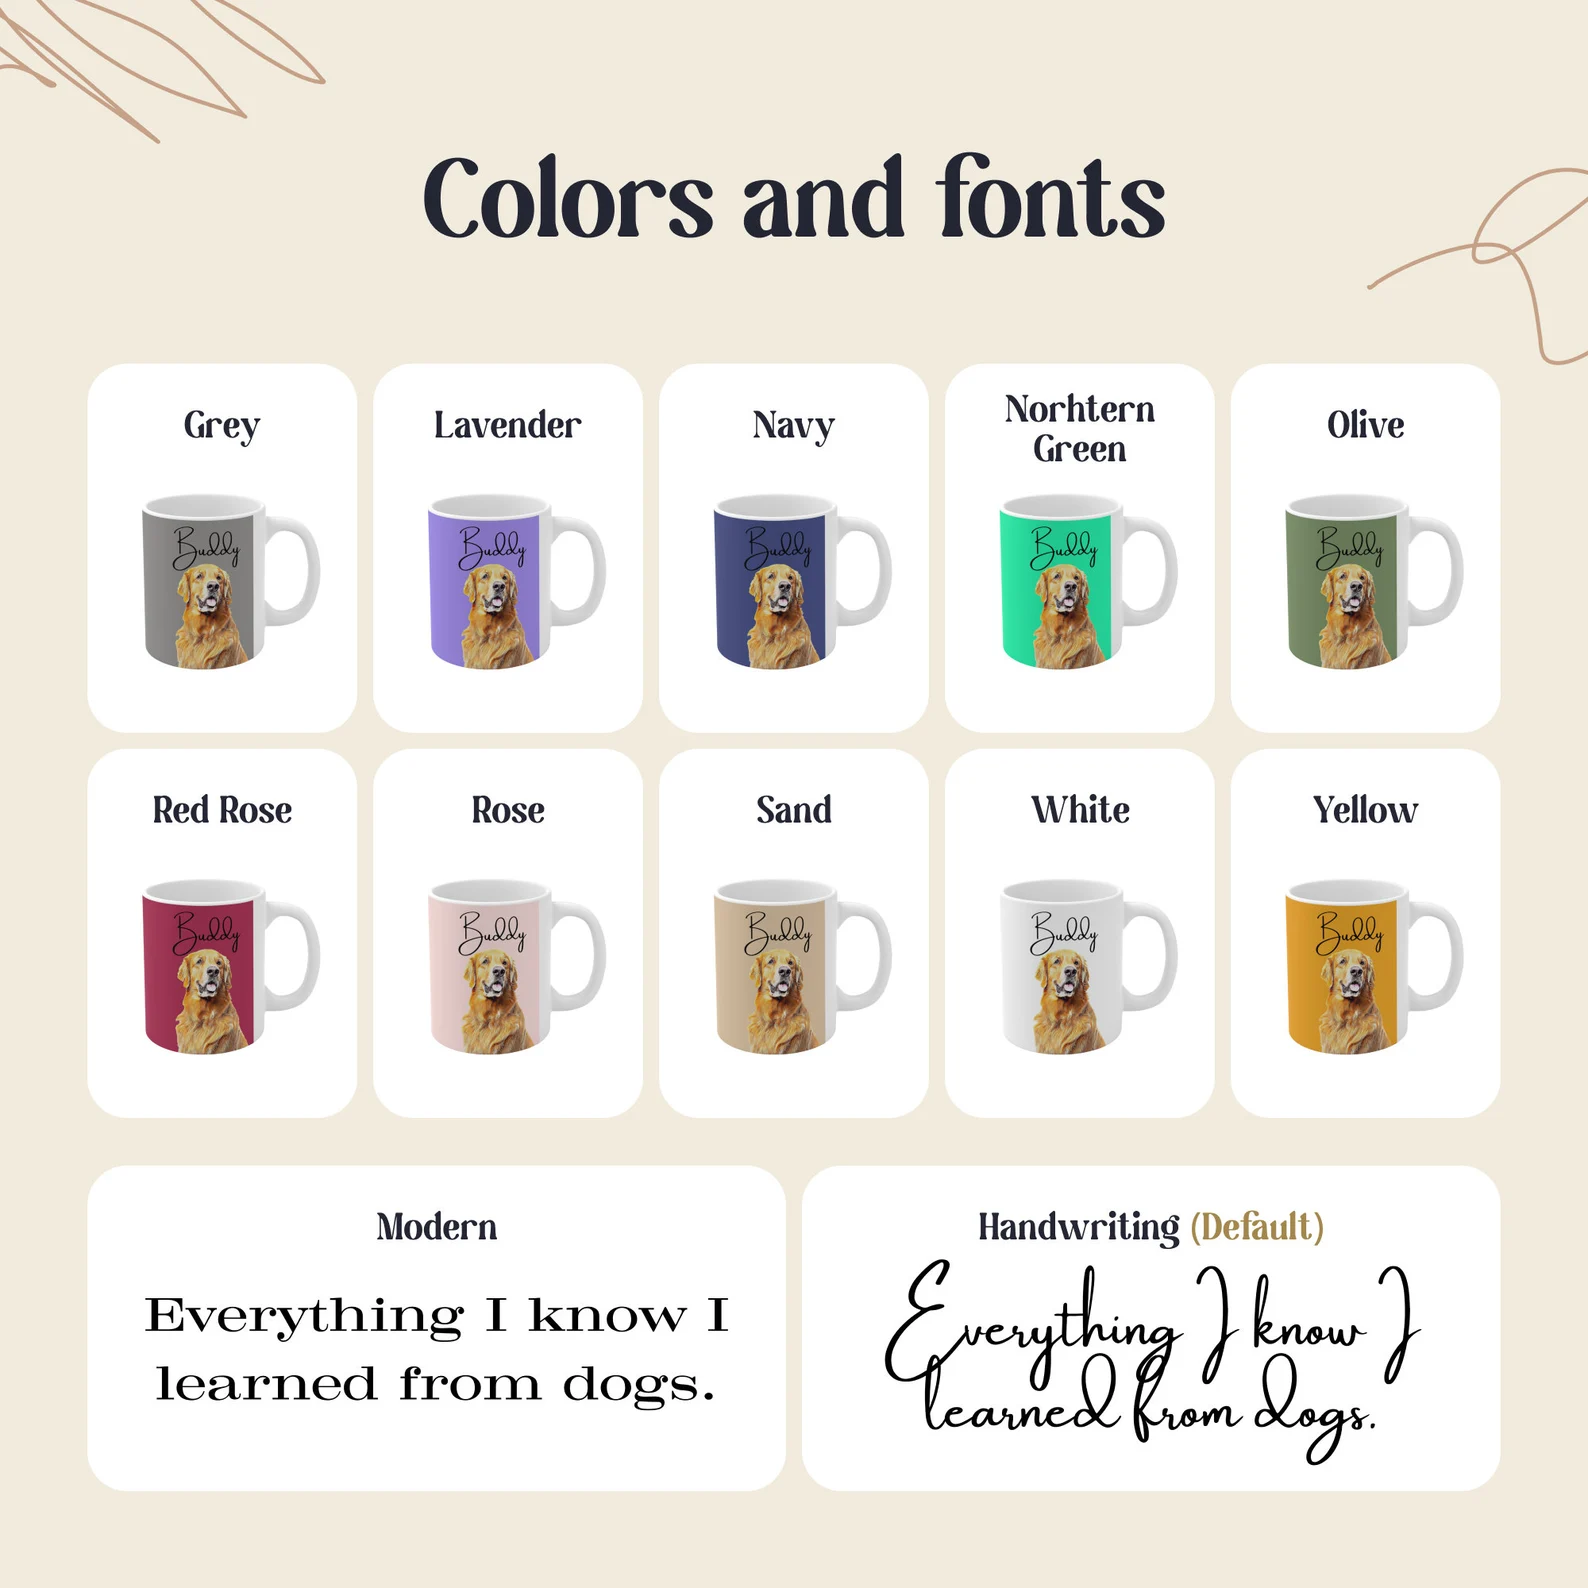 Colors and fonts
Grey
Lavender
Navy
Norhtern
Green
Olive
Buddy
Buddy
Buddy
Buddy
Buddy
Red Rose
Rose
Sand
White
Yellow
Buddy
Buddy
Buddy
Buddy
Buddy
Modern
Everything I know I
learned from dogs.
Handwriting (Default)
Everything I know I
learned from dogs.